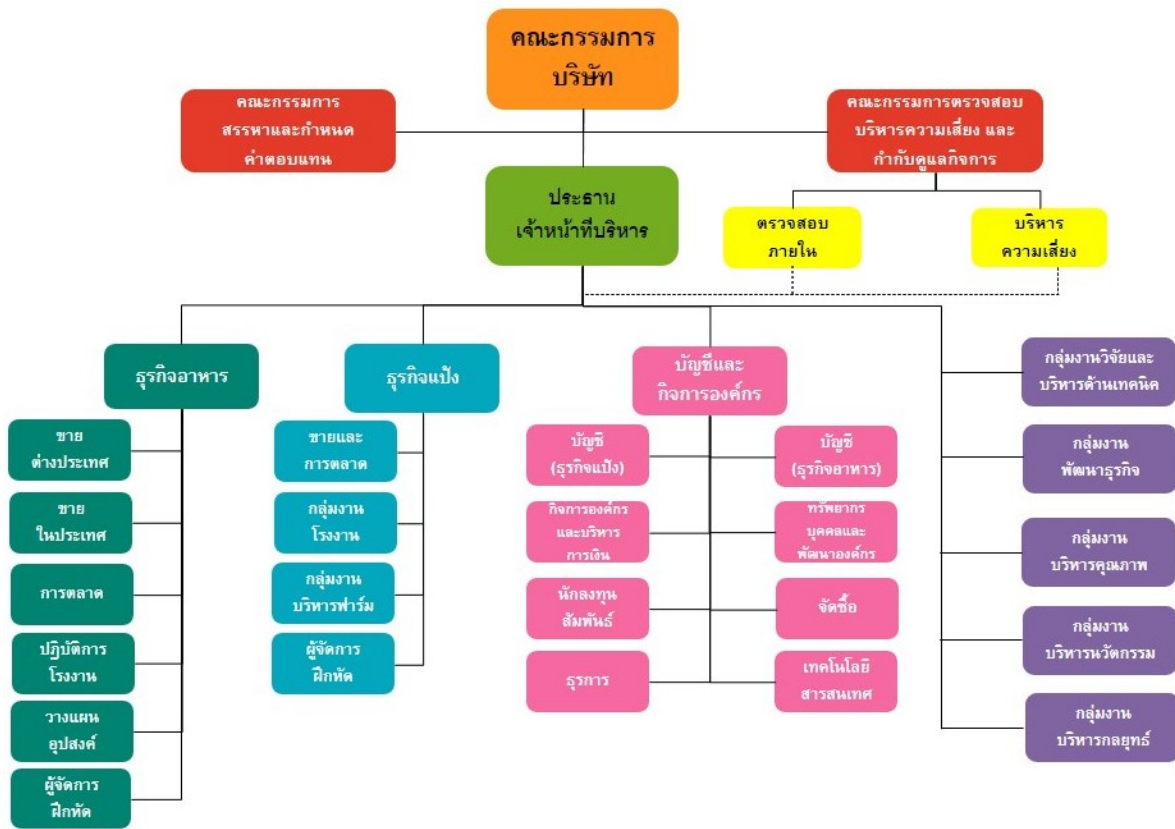 คณะกรรมการ
บริษัท
คณะกรรมการ
สรรหาและกำหนด
ค่าตอบแทน
คณะกรรมการตรวจสอบ
บริหารความเสี่ยง และ
กำกับดูแลกิจการ
ประธาน
เจ้าหน้าที่บริหาร
ตรวจสอบ
ภายใน
บริหาร
ความเสี่ยง
ธุรกิจอาหาร
ขาย
ต่างประเทศ
ขาย
ในประเทศ
การตลาด
ปฏิบัติการ
โรงงาน
วางแผน
อุปสงค์
ผู้จัดการ
ฝึกหัด
ธุรกิจแป้ง
ขายและ
การตลาด
กลุ่มงาน
โรงงาน
กลุ่มงาน
บริหารฟาร์ม
ผู้จัดการ
ฝึกหัด
บัญชีและ
กิจการองค์กร
บัญชี
(ธุรกิจแป้ง)
กิจการองค์กร
และบริหาร
การเงิน
นักลงทุน
สัมพันธ์
ธุรการ
บัญชี
(ธุรกิจอาหาร)
ทรัพยากร
บุคคลและ
พัฒนาองค์กร
จัดซื้อ
เทคโนโลยี
สารสนเทศ
กลุ่มงานวิจัยและ
บริหารด้านเทคนิค
กลุ่มงาน
พัฒนาธุรกิจ
กลุ่มงาน
บริหารคุณภาพ
กลุ่มงาน
บริหารนวัตกรรม
กลุ่มงาน
บริหารกลยุทธ์